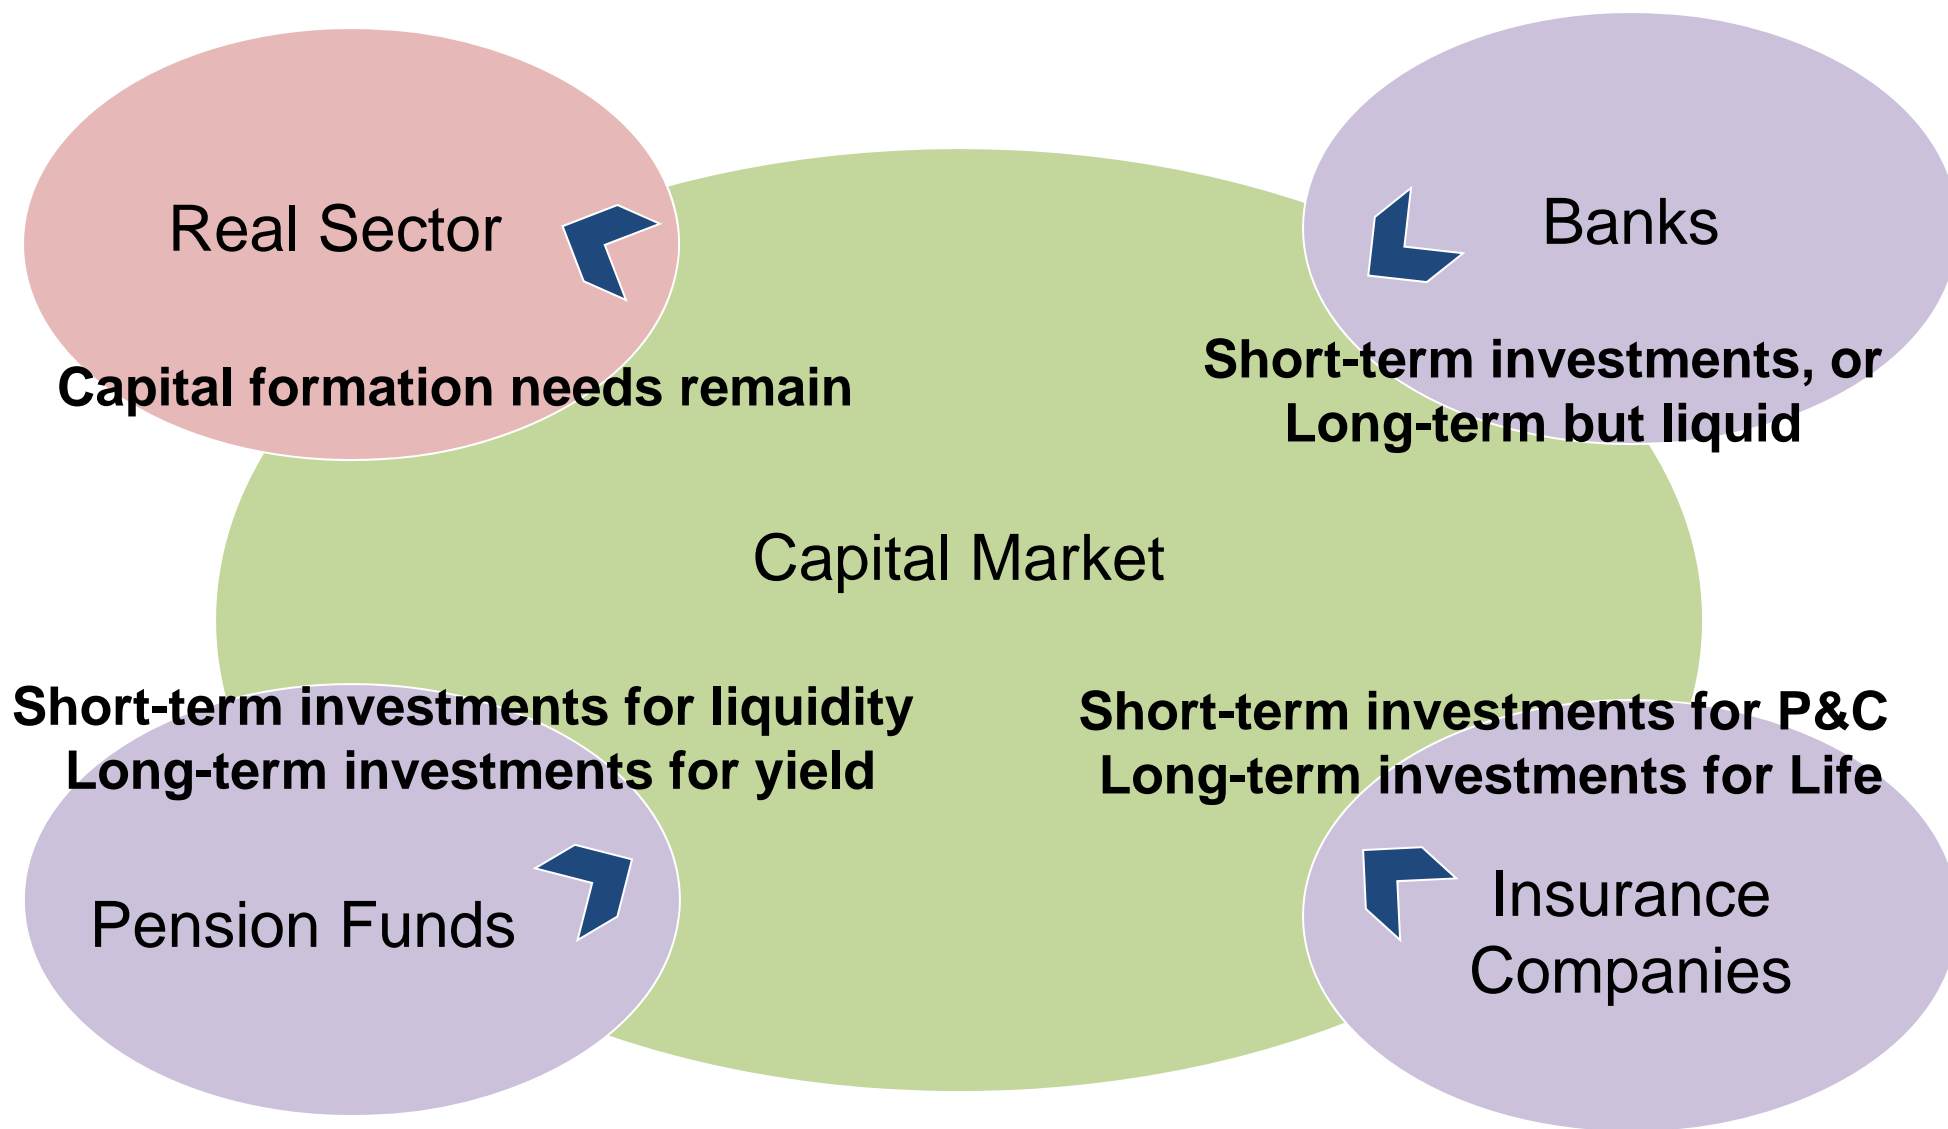 Real Sector
Banks
Capital formation needs remain
Short-term investments, or
Long-term but liquid
Capital Market
Short-term investments for liquidity
Long-term investments for yield
Short-term investments for P&C
Long-term investments for Life
Pension Funds
Insurance
Companies